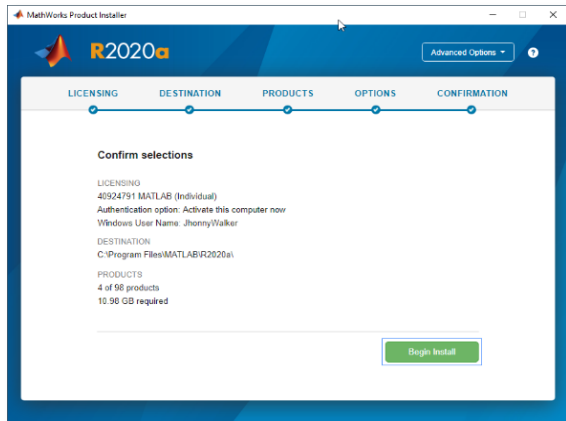 MathWorks Product Installer
R2020a
Advanced Options
?
LICENSING DESTINATION PRODUCTS OPTIONS CONFIRMATION
Confirm selections
LICENSING
40924791 MATLAB (Individual)
Authentication option: Activate this computer now
Windows User Name: JhonnyWalker
DESTINATION
C:\Program Files\MATLAB\R2020a\
PRODUCTS
4 of 98 products
10.98 GB required
Begin Install